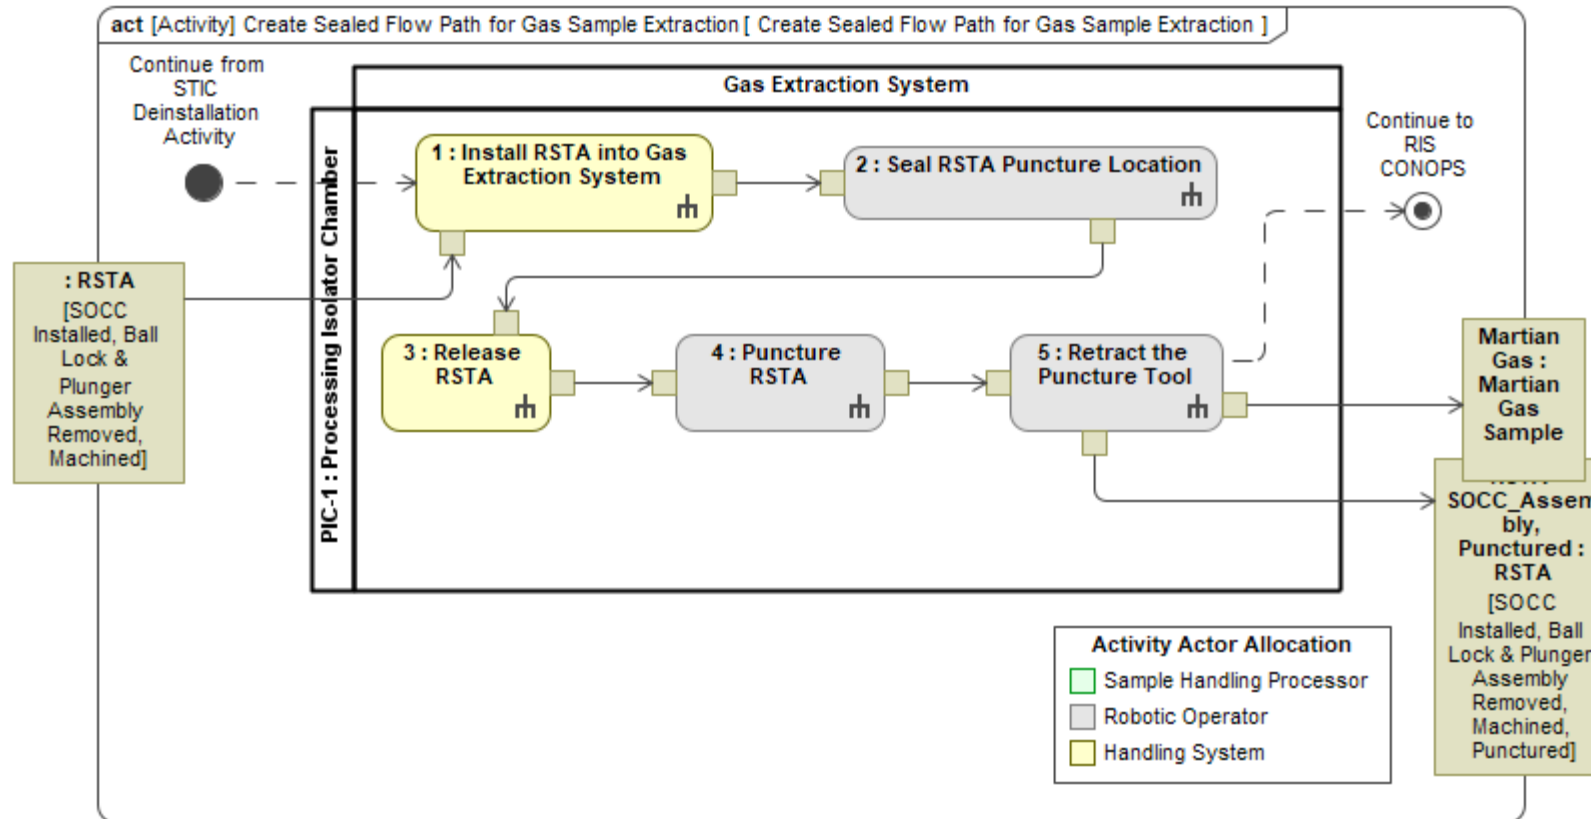 act [Activity] Create Sealed Flow Path for Gas Sample Extraction [ Create Sealed Flow Path for Gas Sample Extraction ]
Continue from
STIC
Deinstallation
Activity
Gas Extraction System
PIC-1 : Processing Isolator Chamber
1 : Install RSTA into Gas
Extraction System
2 : Seal RSTA Puncture Location
Continue to
RIS
CONOPS
: RSTA
[SOCC
Installed, Ball
Lock &
Plunger
Assembly
Removed,
Machined]
3 : Release
RSTA
4 : Puncture
RSTA
5 : Retract the
Puncture Tool
Martian
Gas :
Martian
Gas
Sample
SOCC_Assem
bly,
Punctured :
RSTA
[SOCC
Installed, Ball
Lock & Plunger
Assembly
Removed,
Machined,
Punctured]
Activity Actor Allocation
Sample Handling Processor
Robotic Operator
Handling System